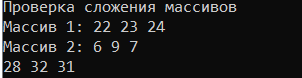 Проверка сложения массивов
Массив 1: 22 23 24
Массив 2: 6 9 7
28 32 31